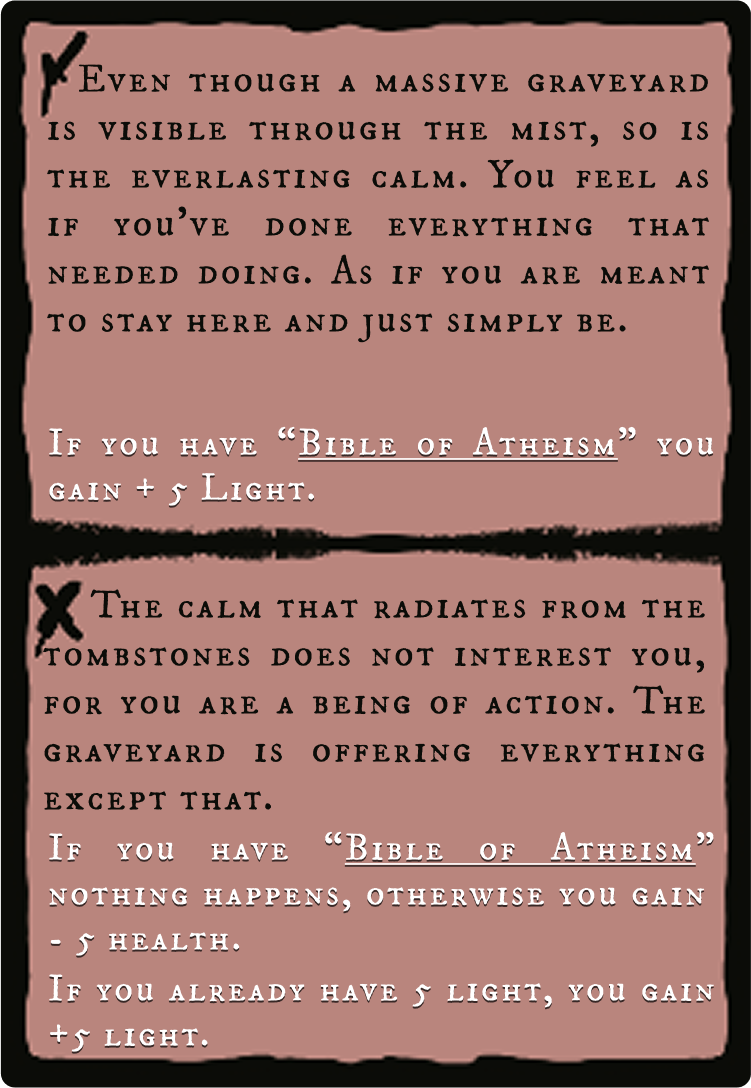 Even though a massive graveyard
is visible through the mist, so is
the everlasting calm. You feel as
if you've done everything that
needed doing. As if you are meant
to stay here and just simply be.
If you have “Bible of Atheism” you
gain + 5 Light.
The calm that radiates from the
tombstones does not interest you,
for you are a being of action. The
graveyard is offering everything
except that.
If you have “Bible of Atheism”
nothing happens, otherwise you gain
- 5 health.
If you already have 5 light, you gain
+5 light.